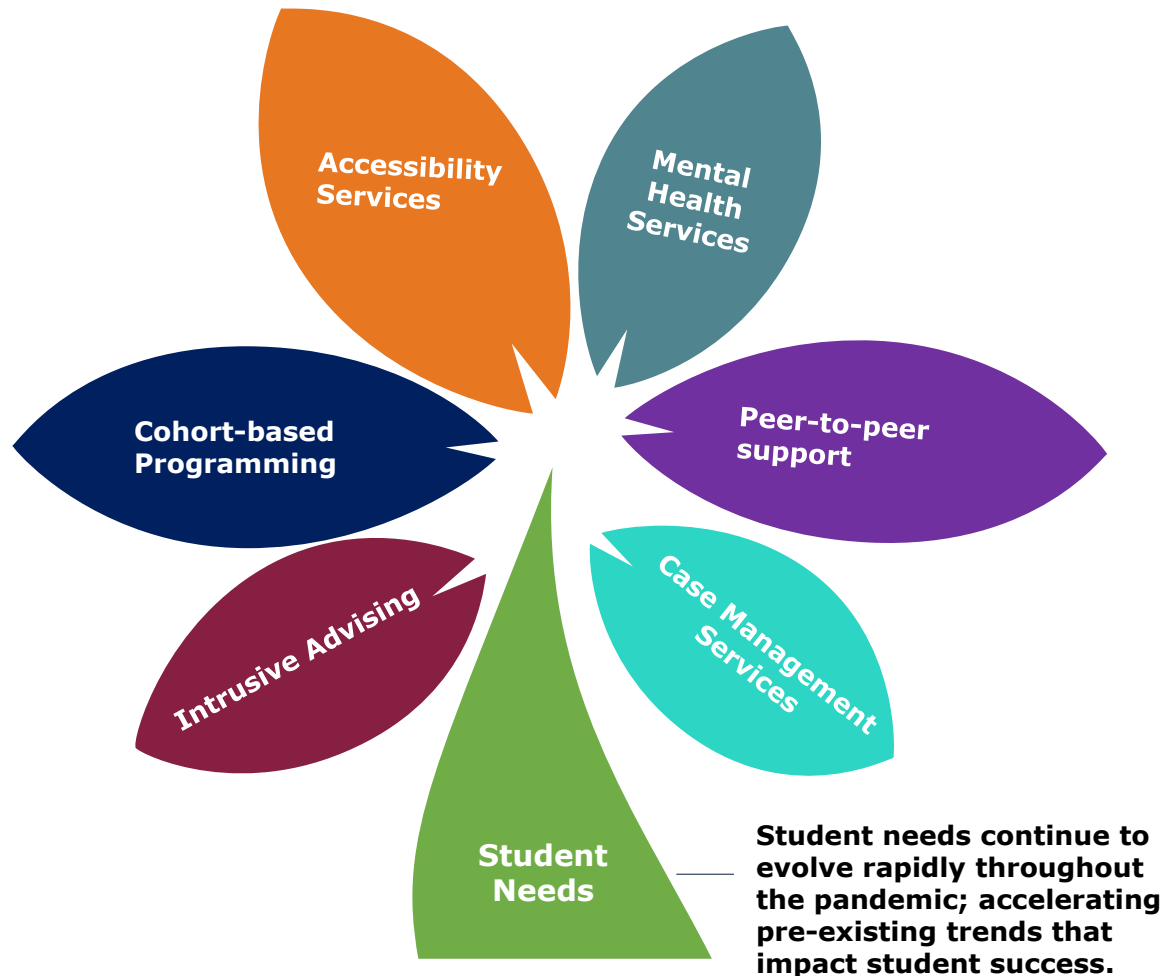 Accessibility
Services
Mental
Health
Services
Cohort-based
Programming
Peer-to-peer
support
Intrusive Advising
Case Management
Services
Student
Needs
Student needs continue to
evolve rapidly throughout
the pandemic; accelerating
pre-existing trends that
impact student success.